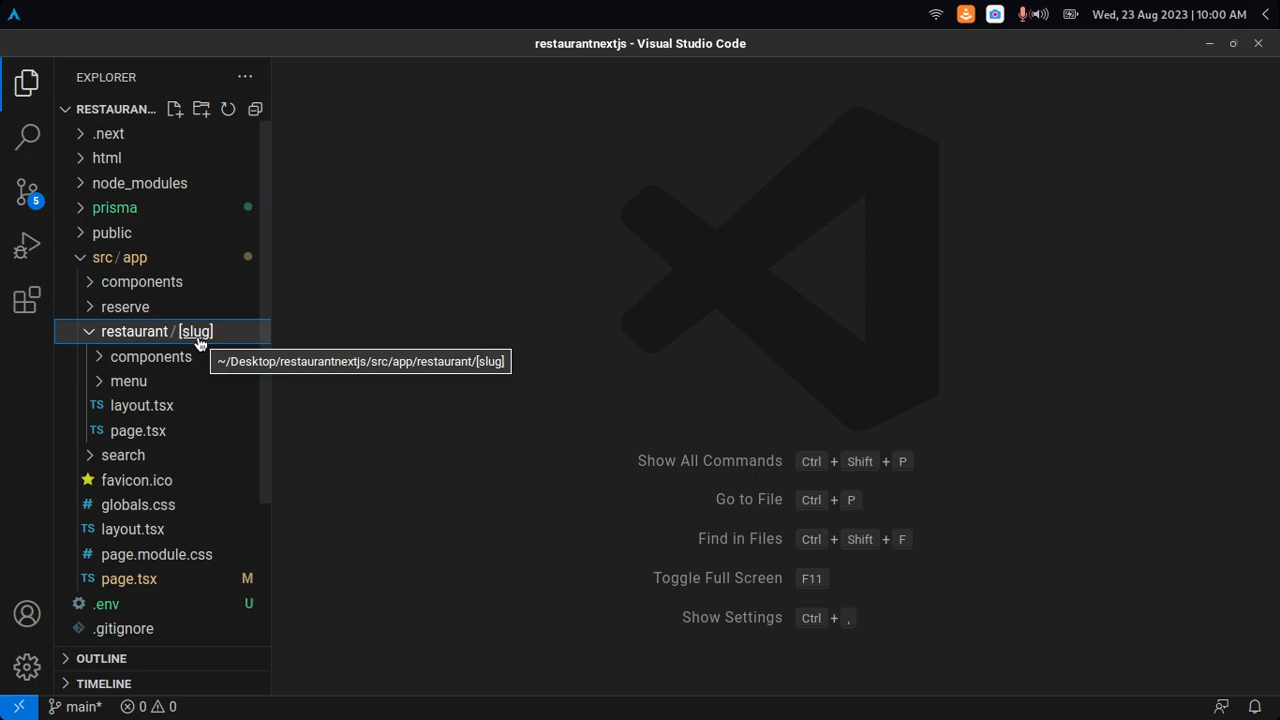 Wed, 23 Aug 2023 | 10:00 AM
restaurantnextjs - Visual Studio Code
EXPLORER
RESTAURAN...
.next
html
node_modules
prisma
public
src / app
components
reserve
restaurant / [slug]
~/Desktop/restaurantnextjs/src/app/restaurant/[slug]
components
menu
TS layout.tsx
TS page.tsx
search
favicon.ico
# globals.css
TS layout.tsx
# page.module.css
TS page.tsx M
.env U
.gitignore
OUTLINE
TIMELINE
5
Show All Commands Ctrl + Shift + P
Go to File Ctrl + P
Find in Files Ctrl + Shift + F
Toggle Full Screen F11
Show Settings Ctrl + ,
main* 0 0